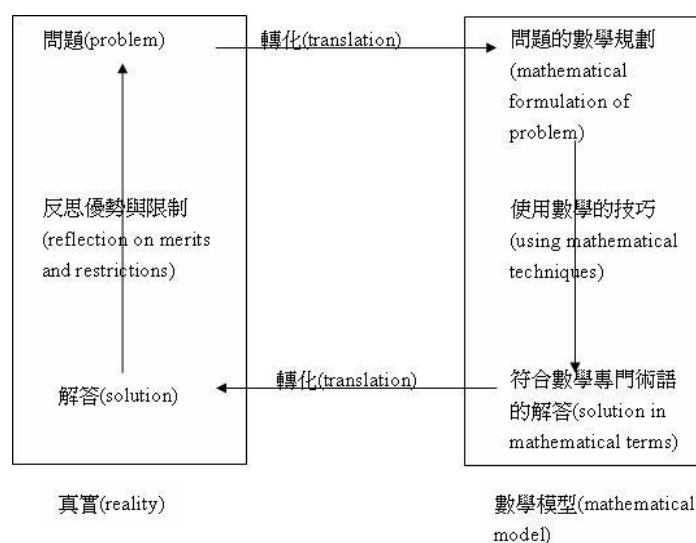 問題(problem)
轉化(translation)
問題的數學規劃
(mathematical
formulation of
problem)
反思優勢與限制
(reflection on merits
and restrictions)
使用數學的技巧
(using mathematical
techniques)
解答(solution)
轉化(translation)
符合數學專門術語
的解答(solution in
mathematical terms)
真實(reality)
數學模型(mathematical
model)